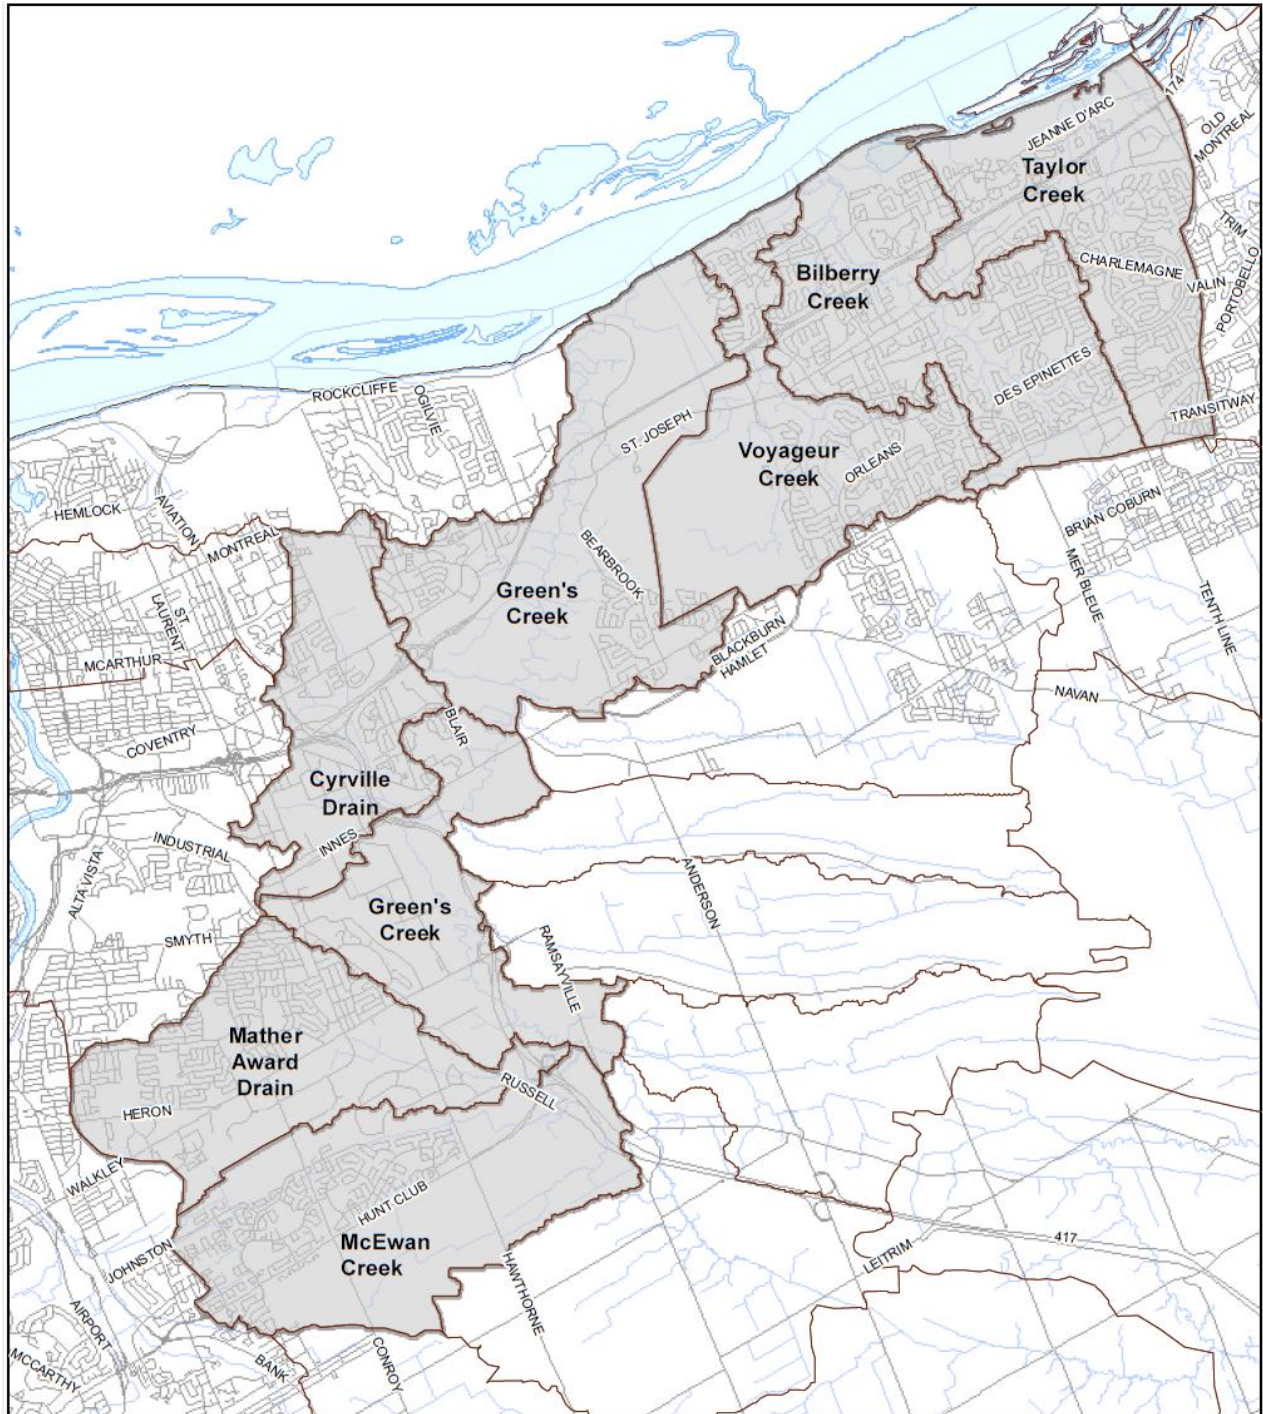 174
JEANNE D'ARC
OLD
MONTREAL
Taylor
Creek
TRIM
CHARLEMAGNE
VALIN
PORTOBELLO
Bilberry
Creek
ROCKCLIFFE
OGILVIE
DES EPINETTES
TRANSITWAY
ST. JOSEPH
Voyageur
Creek
ORLEANS
HEMLOCK
AVIATION
MONTREAL
BRIAN COBURN
BEARBROOK
MER BLEUE
TENTH LINE
Green's
Creek
ST.
LAURENT
BLACKBURN
HAMLET
MCARTHUR
NAVAN
BLAIR
COVENTRY
Cyrville
Drain
INDUSTRIAL
INNES
ALTA VISTA
ANDERSON
Green's
Creek
SMYTH
RAMSAYVILLE
Mather
Award
Drain
RUSSELL
HERON
WALKLEY
HUNT CLUB
McEwan
Creek
417
LEITRIM
JOHNSTON
HAWTHORNE
AIRPORT
MCCARTHY
BANK
CONROY